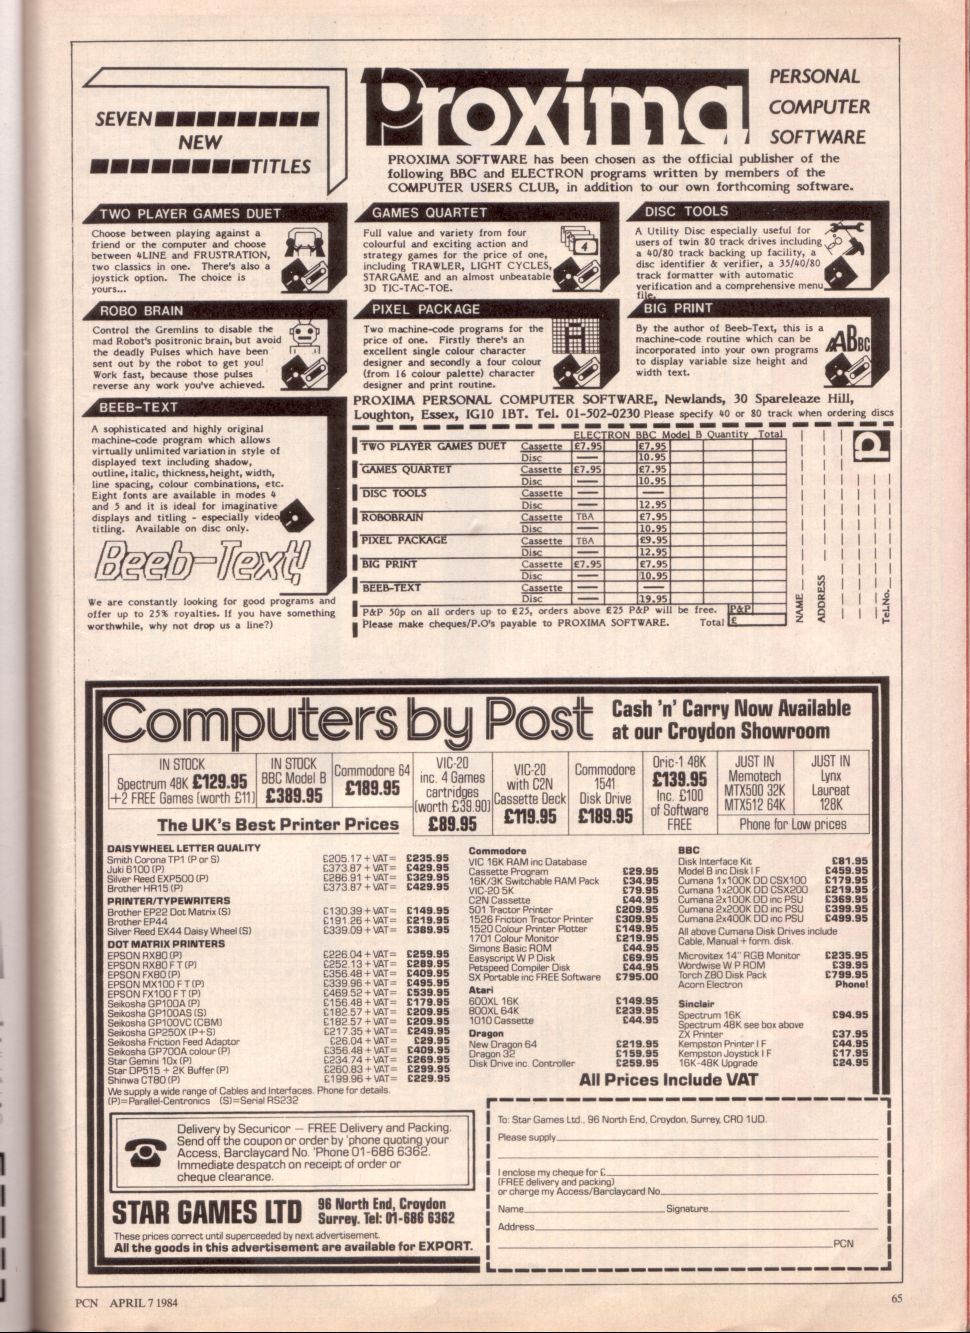 SEVEN
NEW
TITLES
Proxima
PERSONAL
COMPUTER
SOFTWARE
PROXIMA SOFTWARE has been chosen as the official publisher of the
following BBC and ELECTRON programs written by members of the
COMPUTER USERS CLUB, in addition to our own forthcoming software.
TWO PLAYER GAMES DUET
Choose between playing against a
friend or the computer and choose
between 4LINE and FRUSTRATION,
two classics in one. There's also a
joystick option. The choice is
yours...
GAMES QUARTET
Full value and variety from four
colourful and exciting action and
strategy games for the price of one,
including TRAWLER, LIGHT CYCLES,
STARGAME and an almost unbeatable
3D TIC-TAC-TOE.
4
DISC TOOLS
A Utility Disc especially useful for
users of twin 80 track drives including
a 40/80 track backing up facility, a
disc identifier & verifier, a 35/40/80
track formatter with automatic
verification and a comprehensive menu
file.
ROBO BRAIN
Control the Gremlins to disable the
mad Robot's positronic brain, but avoid
the deadly Pulses which have been
sent out by the robot to get you!
Work fast, because those pulses
reverse any work you've achieved.
PIXEL PACKAGE
Two machine-code programs for the
price of one. Firstly there's an
excellent single colour character
designer and secondly a four colour
(from 16 colour palette) character
designer and print routine.
A
BIG PRINT
By the author of Beeb-Text, this is a
machine-code routine which can be
incorporated into your own programs
to display variable size height and
width text.
AABBC
BEEB-TEXT
A sophisticated and highly original
machine-code program which allows
virtually unlimited variation in style of
displayed text including shadow,
outline, italic, thickness, height, width,
line spacing, colour combinations, etc.
Eight fonts are available in modes 4
and 5 and it is ideal for imaginative
displays and titling - especially video
titling. Available on disc only.
Beeb-Text!
We are constantly looking for good programs and
offer up to 25% royalties. If you have something
worthwhile, why not drop us a line?)
PROXIMA PERSONAL COMPUTER SOFTWARE, Newlands, 30 Spareleaze Hill,
Loughton, Essex, IG10 1BT. Tel. 01-502-0230 Please specify 40 or 80 track when ordering discs
ELECTRON BBC Model B Quantity Total
TWO PLAYER GAMES DUET Cassette £7.95 £7.95
Disc — 10.95
GAMES QUARTET Cassette £7.95 £7.95
Disc — 10.95
DISC TOOLS Cassette — —
Disc — 12.95
ROBOBRAIN Cassette TBA £7.95
Disc — 10.95
PIXEL PACKAGE Cassette TBA £9.95
Disc — 12.95
BIG PRINT Cassette £7.95 £7.95
Disc — 10.95
BEEB-TEXT Cassette
Disc — 19.95
P&P 50p on all orders up to £25, orders above £25 P&P will be free. P&P
Please make cheques/P.O's payable to PROXIMA SOFTWARE. Total £
NAME
ADDRESS
Tel.No.
Computers by Post
Cash 'n' Carry Now Available
at our Croydon Showroom
IN STOCK
Spectrum 48K £129.95
+2 FREE Games (worth £11)
IN STOCK
BBC Model B
£389.95
Commodore 64
£189.95
VIC-20
inc. 4 Games
cartridges
(worth £39.90)
£89.95
VIC-20
with C2N
Cassette Deck
£119.95
Commodore
1541
Disk Drive
£189.95
Oric-1 48K
£139.95
Inc. £100
of Software
FREE
JUST IN
Memotech
MTX500 32K
MTX512 64K
JUST IN
Lynx
Laureat
128K
Phone for Low prices
The UK's Best Printer Prices
DAISYWHEEL LETTER QUALITY
Smith Corona TP1 (P or S) £205.17+VAT= £235.95
Juki 6100 (P) £373.87+VAT= £429.95
Silver Reed EXP500 (P) £286.91+VAT= £329.95
Brother HR15 (P) £373.87+VAT= £429.95
PRINTER/TYPEWRITERS
Brother EP22 Dot Matrix (S) £130.39+VAT= £149.95
Brother EP44 £191.26+VAT= £219.95
Silver Reed EX44 Daisy Wheel (S) £339.09+VAT= £389.95
DOT MATRIX PRINTERS
EPSON RX80 (P) £226.04+VAT= £259.95
EPSON RX80 F T (P) £252.13+VAT= £289.95
EPSON FX80 (P) £356.48+VAT= £409.95
EPSON MX100 F T (P) £339.96+VAT= £495.95
EPSON FX100 F T (P) £469.52+VAT= £539.95
Seikosha GP100A (P) £156.48+VAT= £179.95
Seikosha GP100AS (S) £182.57+VAT= £209.95
Seikosha GP100VC (CBM) £182.57+VAT= £209.95
Seikosha GP250X (P+S) £217.35+VAT= £249.95
Seikosha Friction Feed Adaptor £26.04+VAT= £29.95
Seikosha GP700A colour (P) £356.48+VAT= £409.95
Star Gemini 10x (P) £234.74+VAT= £269.95
Star DP515 + 2K Buffer (P) £260.83+VAT= £299.95
Shinwa CT80 (P) £199.96+VAT= £229.95
We supply a wide range of Cables and Interfaces. Phone for details.
(P)=Parallel-Centronics (S)=Serial RS232
Commodore
VIC 16K RAM inc Database
Cassette Program £29.95
16K/3K Switchable RAM Pack £34.95
VIC-20 5K £79.95
C2N Cassette £44.95
501 Tractor Printer £209.95
1526 Friction Tractor Printer £309.95
1520 Colour Printer Plotter £149.95
1701 Colour Monitor £219.95
Simons Basic ROM £44.95
Easyscript W P Disk £69.95
Petspeed Compiler Disk £44.95
SX Portable inc FREE Software £795.00
Atari
600XL 16K £149.95
800XL 64K £239.95
1010 Cassette £44.95
Dragon
New Dragon 64 £219.95
Dragon 32 £159.95
Disk Drive inc. Controller £259.95
BBC
Disk Interface Kit £81.95
Model B inc Disk I F £459.95
Cumana 1x100K DD CSX100 £179.95
Cumana 1x200K DD CSX200 £219.95
Cumana 2x100K DD inc PSU £369.95
Cumana 2x200K DD inc PSU £399.95
Cumana 2x400K DD inc PSU £499.95
All above Cumana Disk Drives include
Cable, Manual + form. disk.
Microvitex 14" RGB Monitor £235.95
Wordwise W P ROM £39.95
Torch Z80 Disk Pack £799.95
Acorn Electron Phone!
Sinclair
Spectrum 16K £94.95
Spectrum 48K see box above
ZX Printer £37.95
Kempston Printer I F £44.95
Kempston Joystick I F £17.95
16K-48K Upgrade £24.95
All Prices Include VAT
Delivery by Securicor — FREE Delivery and Packing.
Send off the coupon or order by 'phone quoting your
Access, Barclaycard No. 'Phone 01-686 6362.
Immediate despatch on receipt of order or
cheque clearance.
STAR GAMES LTD
96 North End, Croydon
Surrey. Tel: 01-686 6362
These prices correct until superceeded by next advertisement.
All the goods in this advertisement are available for EXPORT.
To: Star Games Ltd., 96 North End, Croydon, Surrey, CR0 1UD.
Please supply
I enclose my cheque for £
(FREE delivery and packing)
or charge my Access/Barclaycard No.
Name Signature
Address
PCN
PCN APRIL 7 1984
65